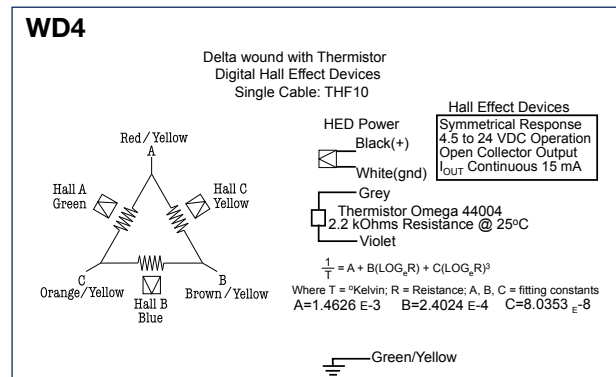 WD4
Delta wound with Thermistor
Digital Hall Effect Devices
Single Cable: THF10
Red/Yellow
A
Hall A
Green
Hall C
Yellow
C
Orange/Yellow
Hall B
Blue
B
Brown/Yellow
HED Power
Black(+)
White(gnd)
Hall Effect Devices
Symmetrical Response
4.5 to 24 VDC Operation
Open Collector Output
IOUT Continuous 15 mA
Grey
Thermistor Omega 44004
2.2 kOhms Resistance @ 25ºC
Violet
1/T = A + B(LOGeR) + C(LOGeR)³
Where T = ºKelvin; R = Reistance; A, B, C = fitting constants
A=1.4626 E-3 B=2.4024 E-4 C=8.0353 E-8
Green/Yellow